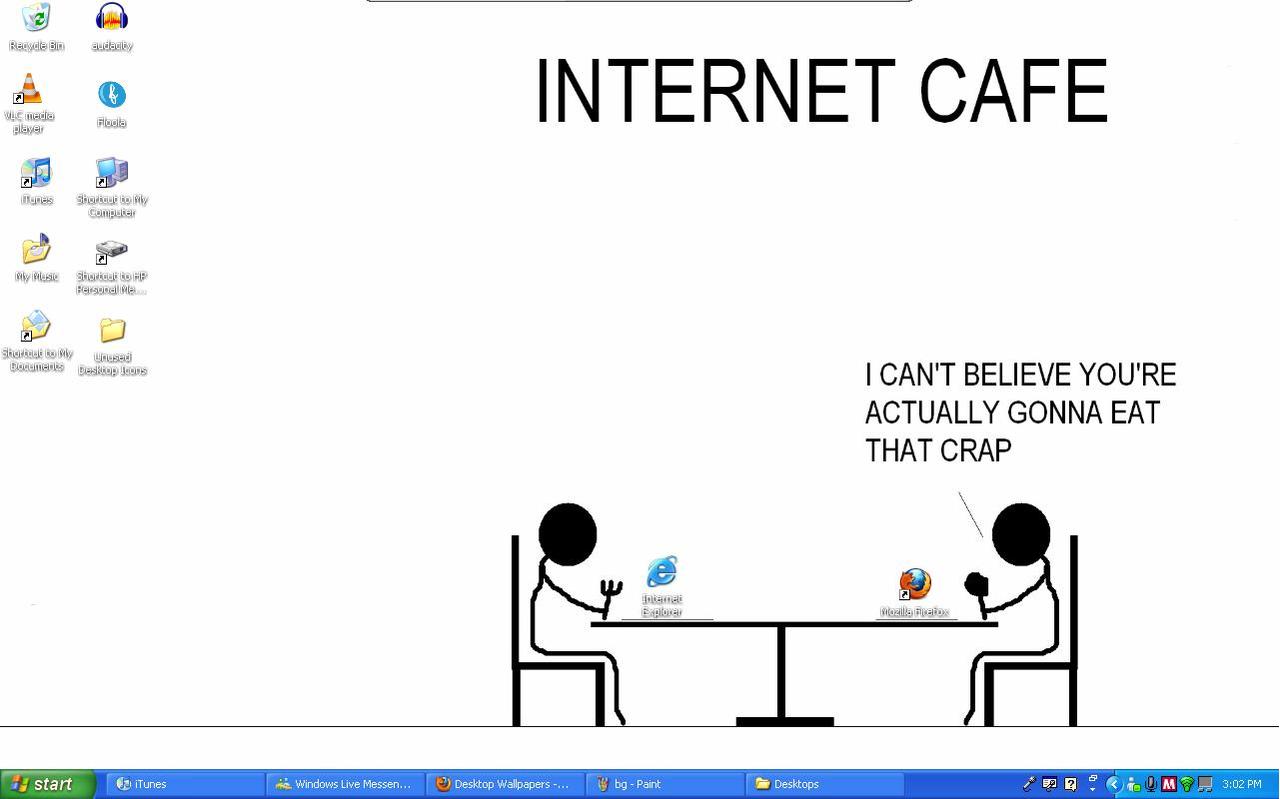 Recycle Bin
audacity
VLC media
player
Floola
iTunes
Shortcut to My
Computer
My Music
Shortcut to HP
Personal Me...
Shortcut to My
Documents
Unused
Desktop Icons
INTERNET CAFE
I CAN'T BELIEVE YOU'RE
ACTUALLY GONNA EAT
THAT CRAP
Internet
Explorer
Mozilla Firefox
start
iTunes
Windows Live Messen...
Desktop Wallpapers -...
bg - Paint
Desktops
3:02 PM